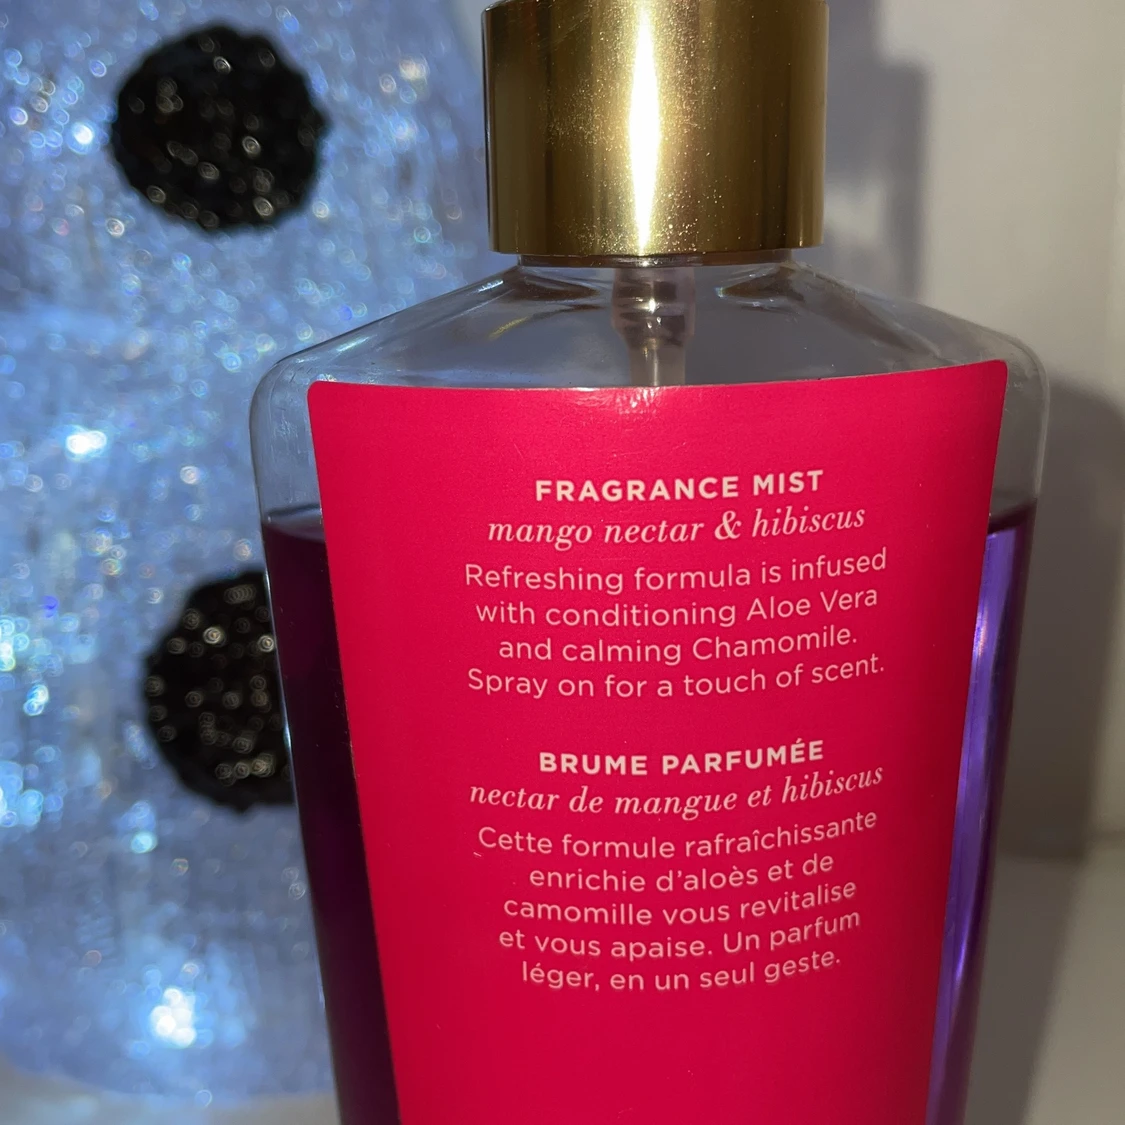 FRAGRANCE MIST
mango nectar & hibiscus
Refreshing formula is infused
with conditioning Aloe Vera
and calming Chamomile.
Spray on for a touch of scent.
BRUME PARFUMÉE
nectar de mangue et hibiscus
Cette formule rafraîchissante
enrichie d'aloès et de
camomille vous revitalise
et vous apaise. Un parfum
léger, en un seul geste.